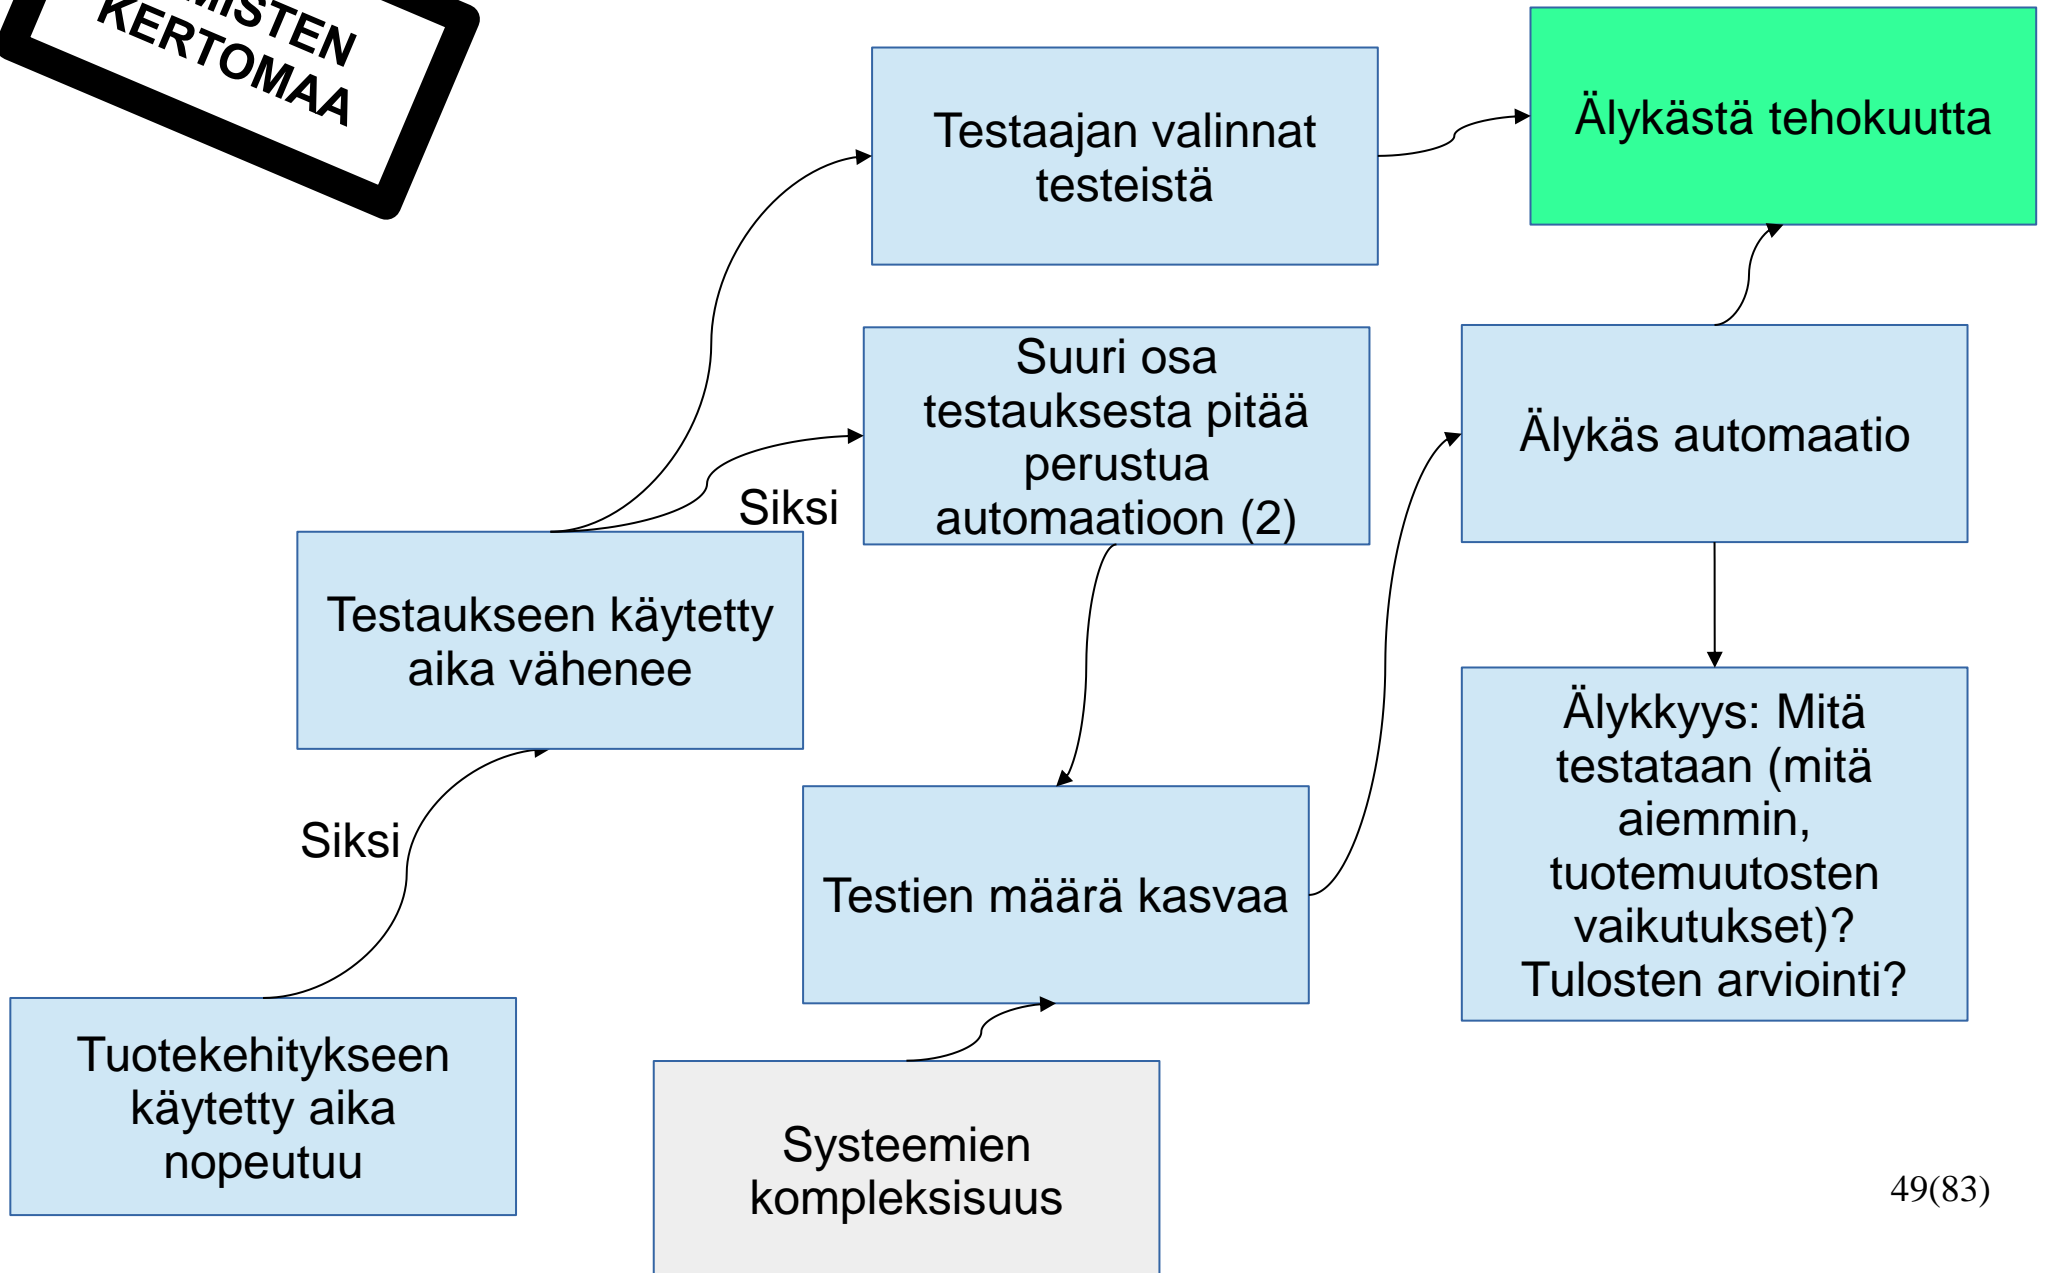 KERTOMAA
Testaajan valinnat
testeistä
Älykästä tehokuutta
Suuri osa
testauksesta pitää
perustua
automaatioon (2)
Älykäs automaatio
Siksi
Testaukseen käytetty
aika vähenee
Älykkyys: Mitä
testataan (mitä
aiemmin,
tuotemuutosten
vaikutukset)?
Tulosten arviointi?
Siksi
Testien määrä kasvaa
Tuotekehitykseen
käytetty aika
nopeutuu
Systeemien
kompleksisuus
49(83)